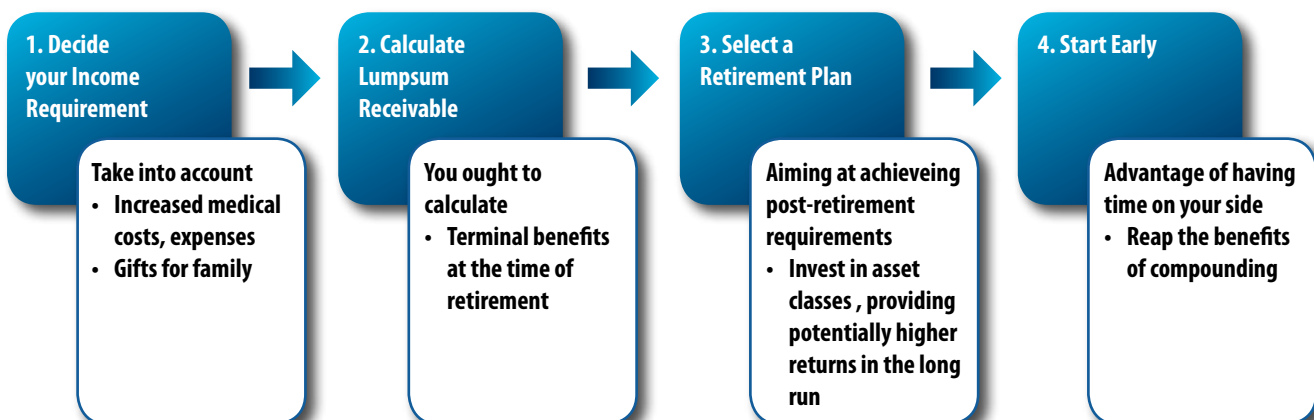 1. Decide
your Income
Requirement
Take into account
• Increased medical
costs, expenses
• Gifts for family
2. Calculate
Lumpsum
Receivable
You ought to
calculate
• Terminal benefits
at the time of
retirement
3. Select a
Retirement Plan
Aiming at achieveing
post-retirement
requirements
• Invest in asset
classes , providing
potentially higher
returns in the long
run
4. Start Early
Advantage of having
time on your side
• Reap the benefits
of compounding